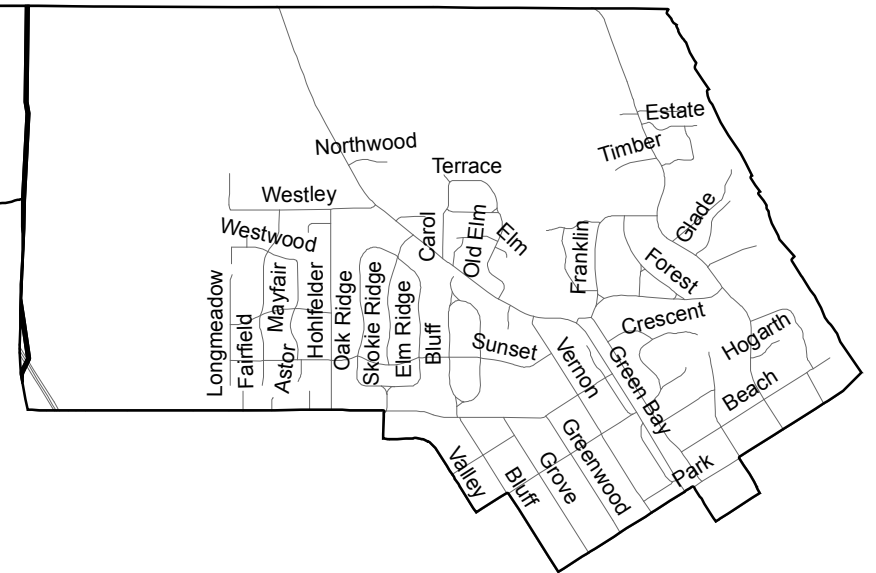 Estate
Northwood
Timber
Terrace
Westley
Glade
Westwood
Carol
Old Elm
Elm
Franklin
Forest
Longmeadow
Fairfield
Mayfair
Astor
Hohlfelder
Oak Ridge
Skokie Ridge
Elm Ridge
Bluff
Sunset
Crescent
Hogarth
Vernon
Green Bay
Beach
Valley
Bluff
Grove
Greenwood
Park